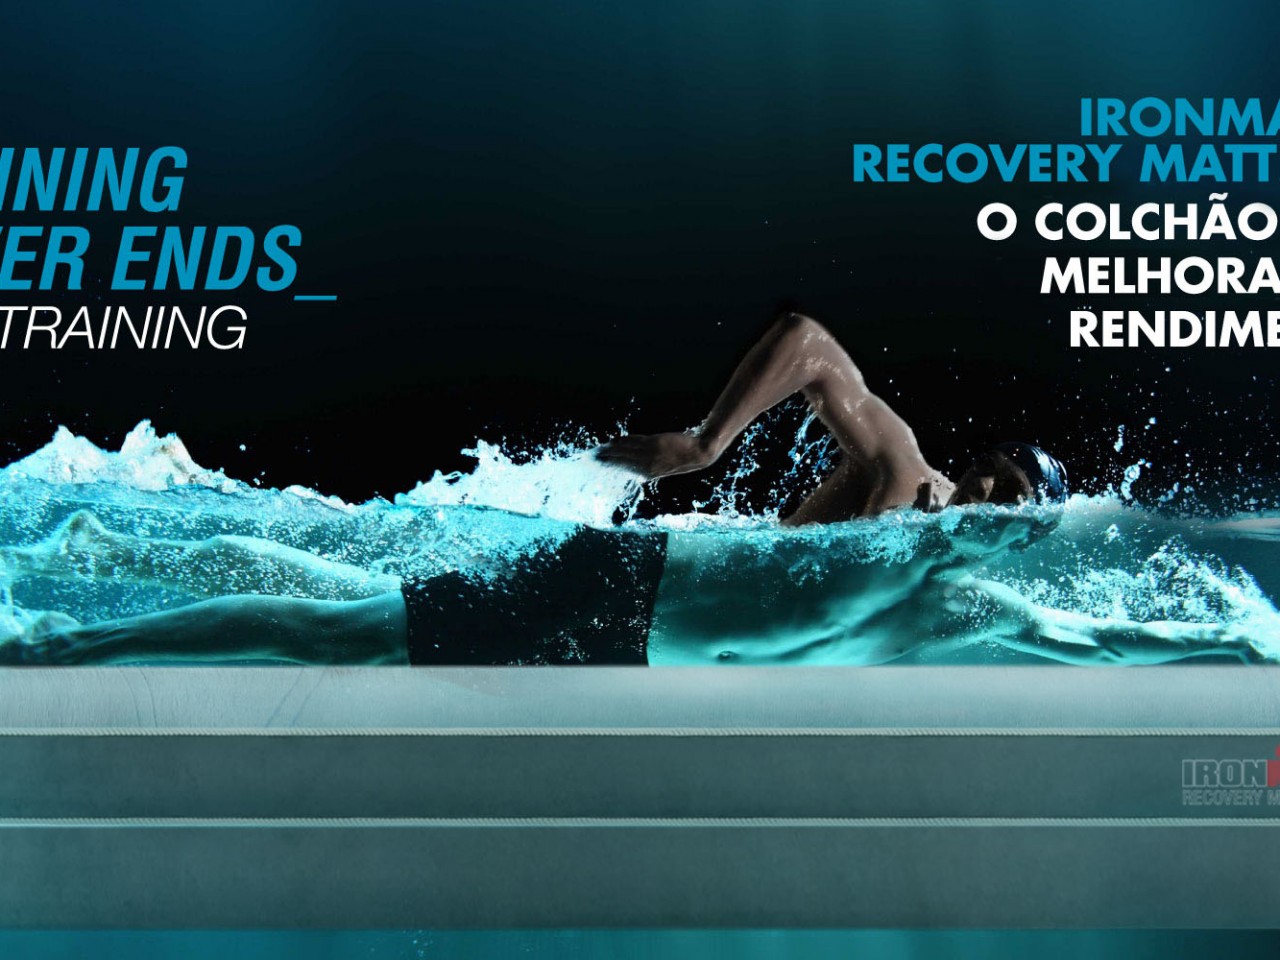 INING
ER ENDS_
TRAINING
IRONMA
RECOVERY MATT
O COLCHÃO
MELHORA
RENDIME
IRON
RECOVERY M